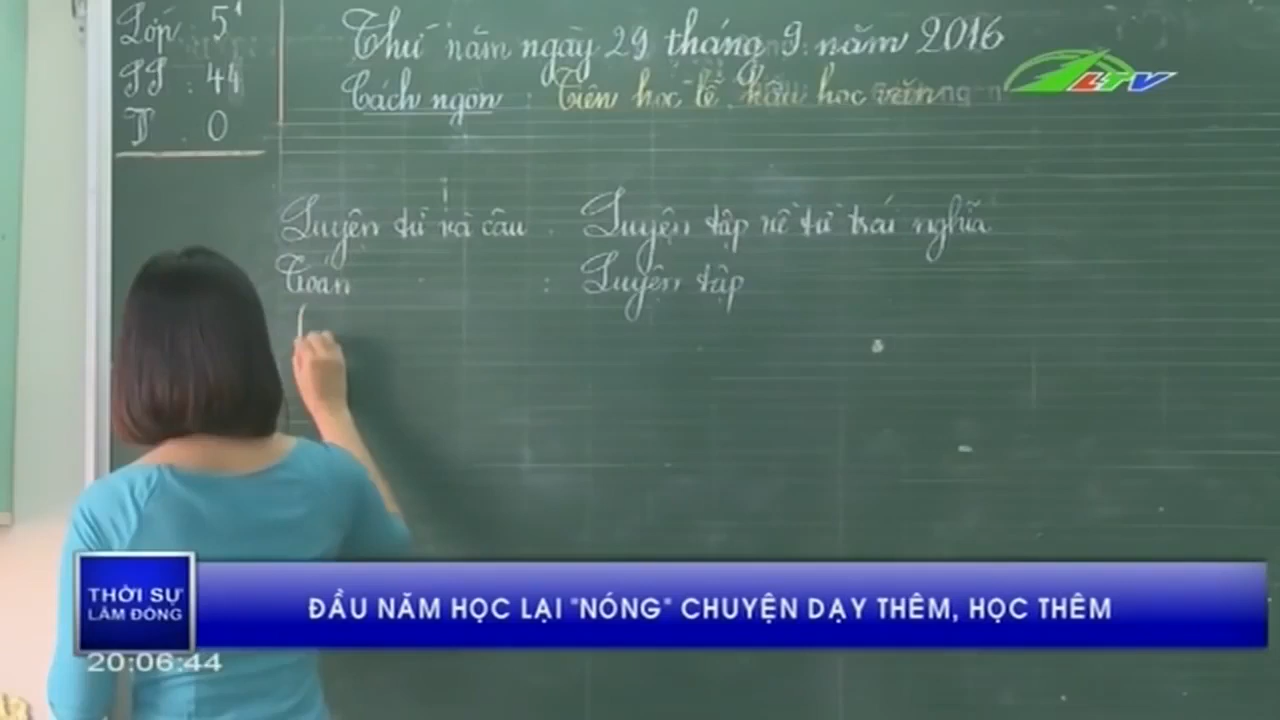 Lớp : 5¹
SS : 44
V : 0
Thứ năm ngày 29 tháng 9 năm 2016
Cách ngôn : Tiên học lễ, hậu học văn
LTV
Luyện từ và câu : Luyện tập về từ trái nghĩa
Toán : Luyện tập
THỜI SỰ
LÂM ĐỒNG
ĐẦU NĂM HỌC LẠI "NÓNG" CHUYỆN DẠY THÊM, HỌC THÊM
20:06:44